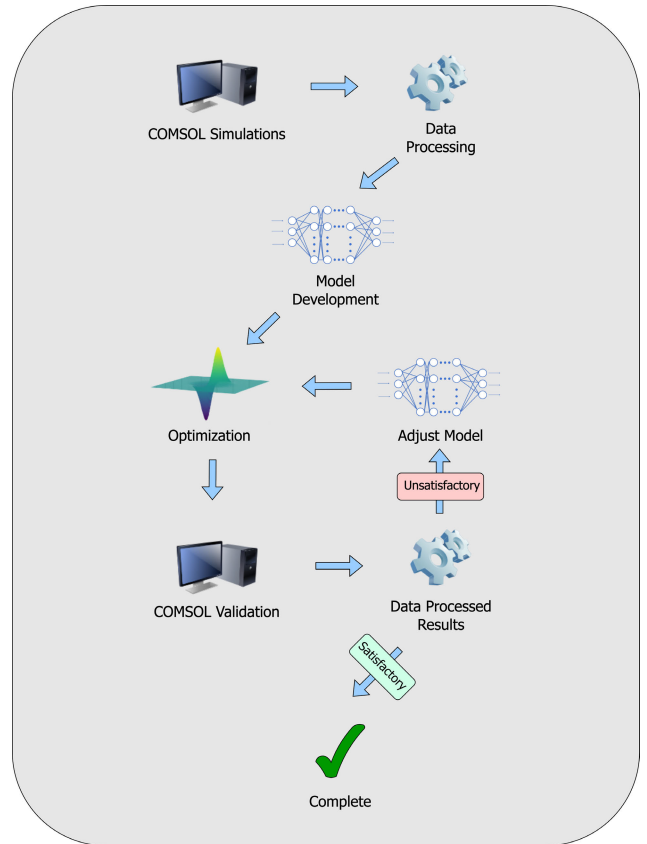 COMSOL Simulations
Data
Processing
Model
Development
Optimization
Adjust Model
Unsatisfactory
COMSOL Validation
Data Processed
Results
Satisfactory
Complete